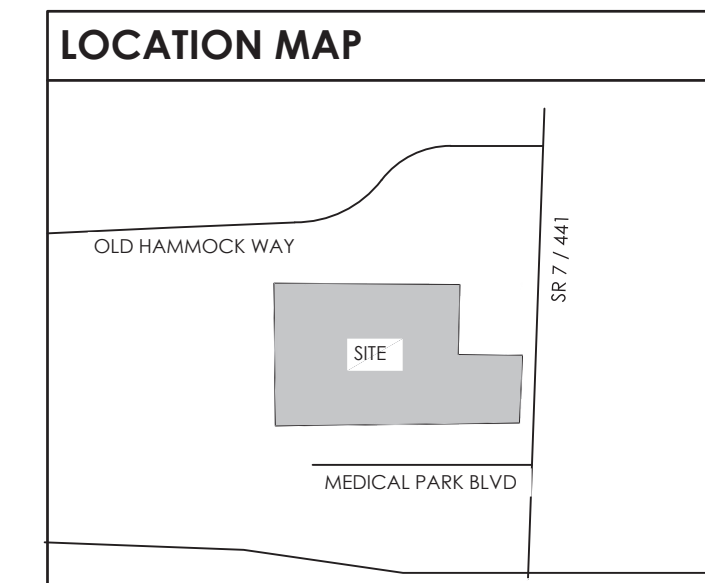 LOCATION MAP
OLD HAMMOCK WAY
SR 7 / 441
SITE
MEDICAL PARK BLVD